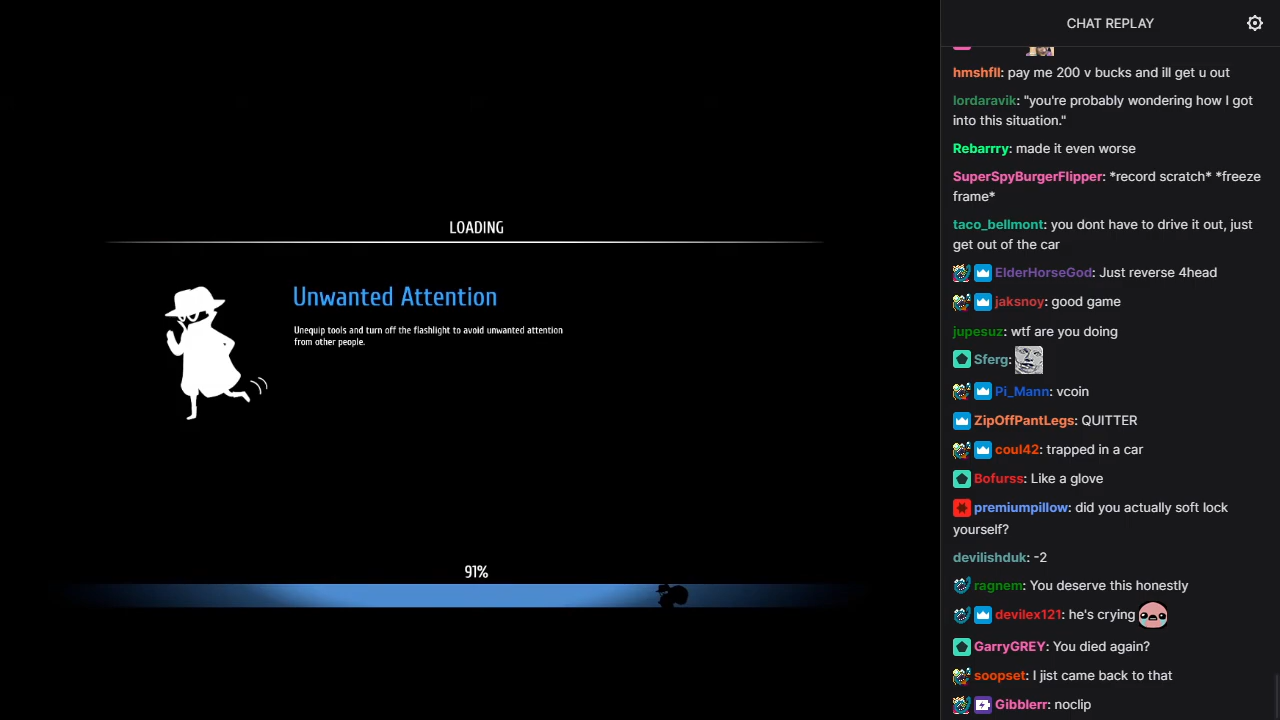 CHAT REPLAY
hmshfll: pay me 200 v bucks and ill get u out
lordaravik: "you're probably wondering how I got
into this situation."
Rebarrry: made it even worse
SuperSpyBurgerFlipper: *record scratch* *freeze
frame*
taco_bellmont: you dont have to drive it out, just
get out of the car
ElderHorseGod: Just reverse 4head
jaksnoy: good game
jupesuz: wtf are you doing
Sferg:
Pi_Mann: vcoin
ZipOffPantLegs: QUITTER
coul42: trapped in a car
Bofurss: Like a glove
premiumpillow: did you actually soft lock
yourself?
devilishduk: -2
ragnem: You deserve this honestly
devilex121: he's crying
GarryGREY: You died again?
soopset: I jist came back to that
Gibblerr: noclip
LOADING
Unwanted Attention
Unequip tools and turn off the flashlight to avoid unwanted attention
from other people.
91%